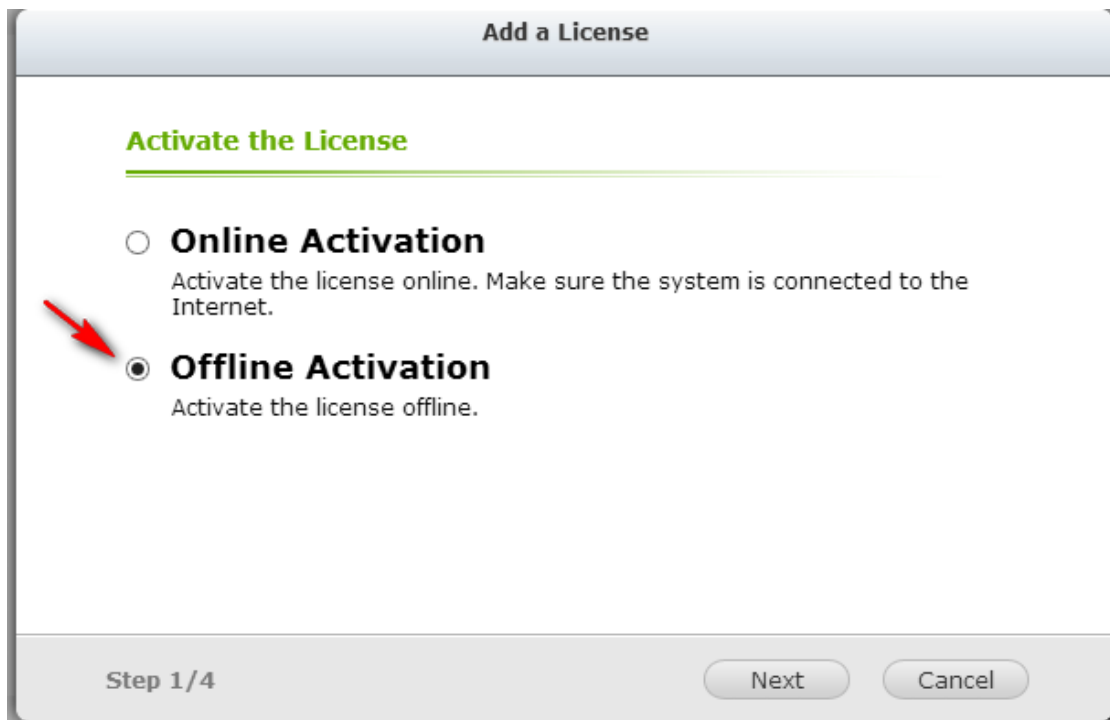 Add a License
Activate the License
Online Activation
Activate the license online. Make sure the system is connected to the
Internet.
Offline Activation
Activate the license offline.
Step 1/4
Next
Cancel